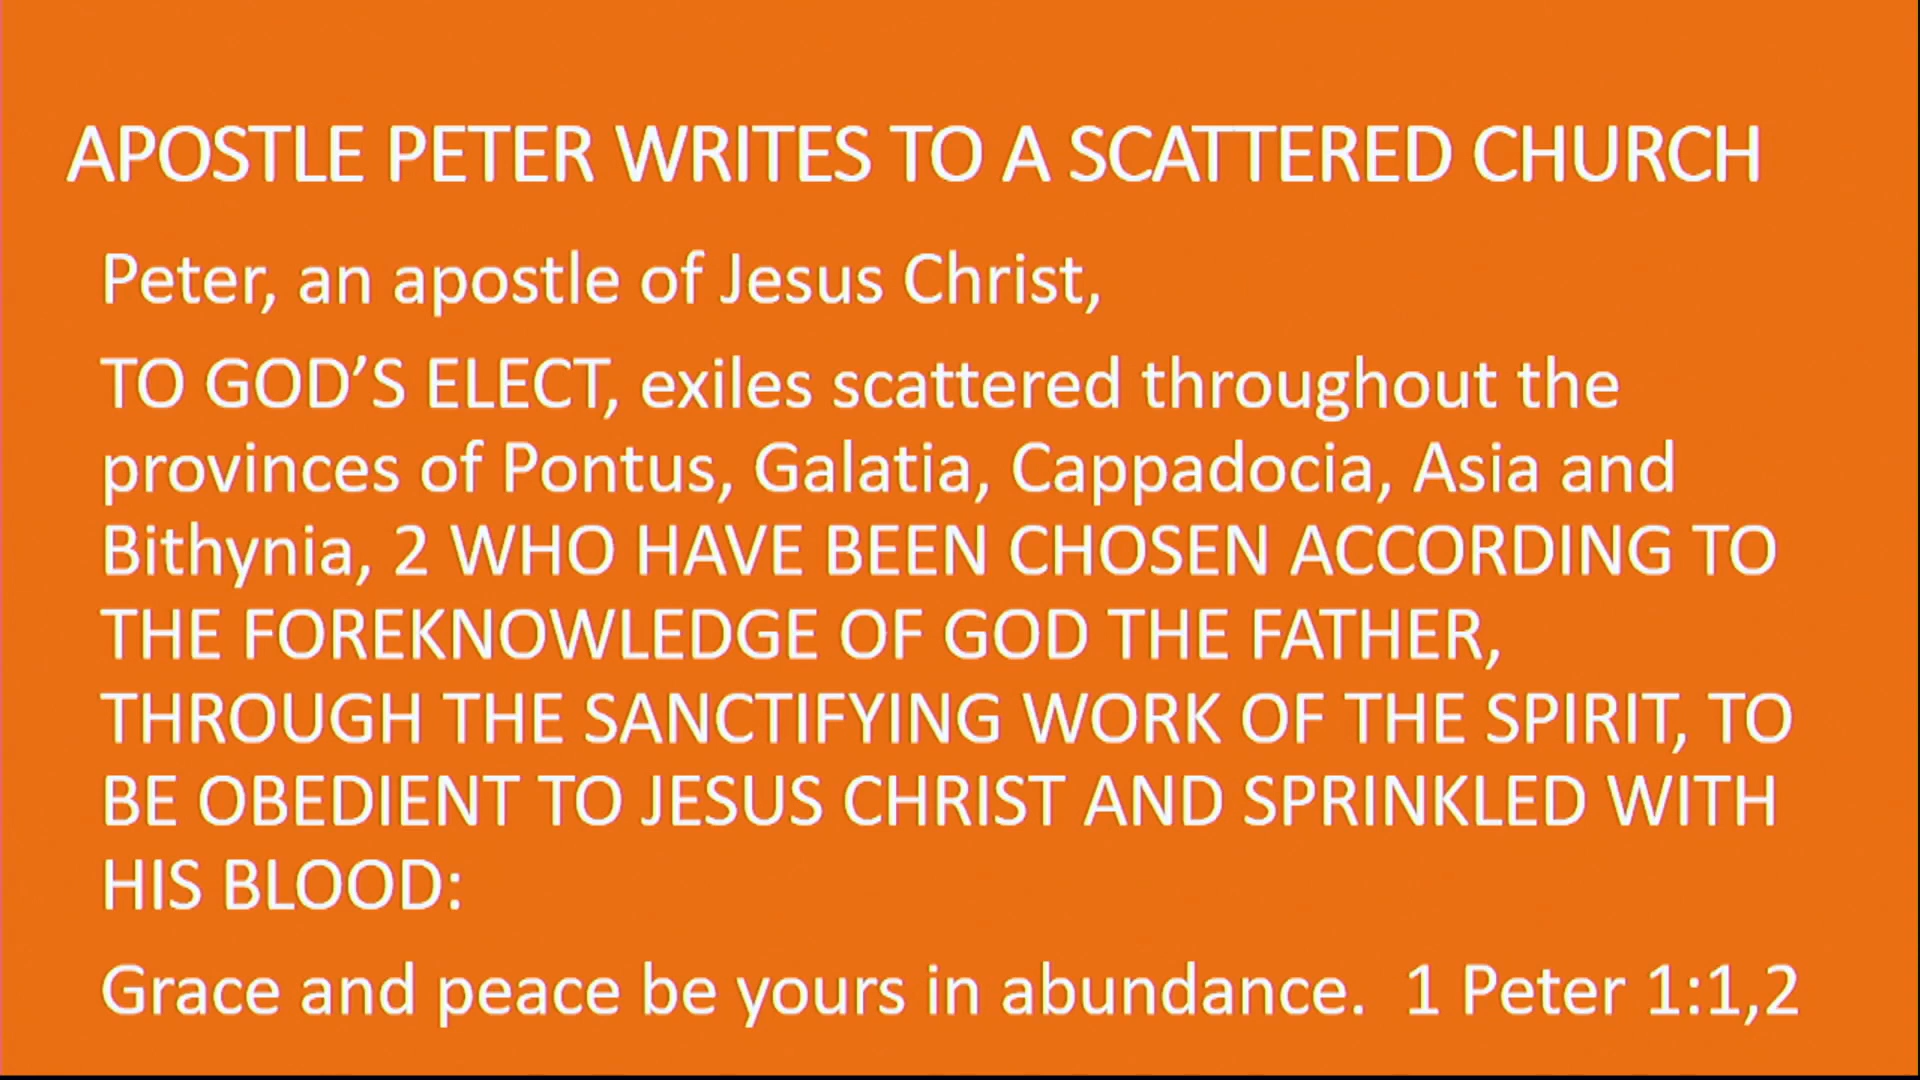 APOSTLE PETER WRITES TO A SCATTERED CHURCH
Peter, an apostle of Jesus Christ,
TO GOD’S ELECT, exiles scattered throughout the
provinces of Pontus, Galatia, Cappadocia, Asia and
Bithynia, 2 WHO HAVE BEEN CHOSEN ACCORDING TO
THE FOREKNOWLEDGE OF GOD THE FATHER,
THROUGH THE SANCTIFYING WORK OF THE SPIRIT, TO
BE OBEDIENT TO JESUS CHRIST AND SPRINKLED WITH
HIS BLOOD:
Grace and peace be yours in abundance.  1 Peter 1:1,2